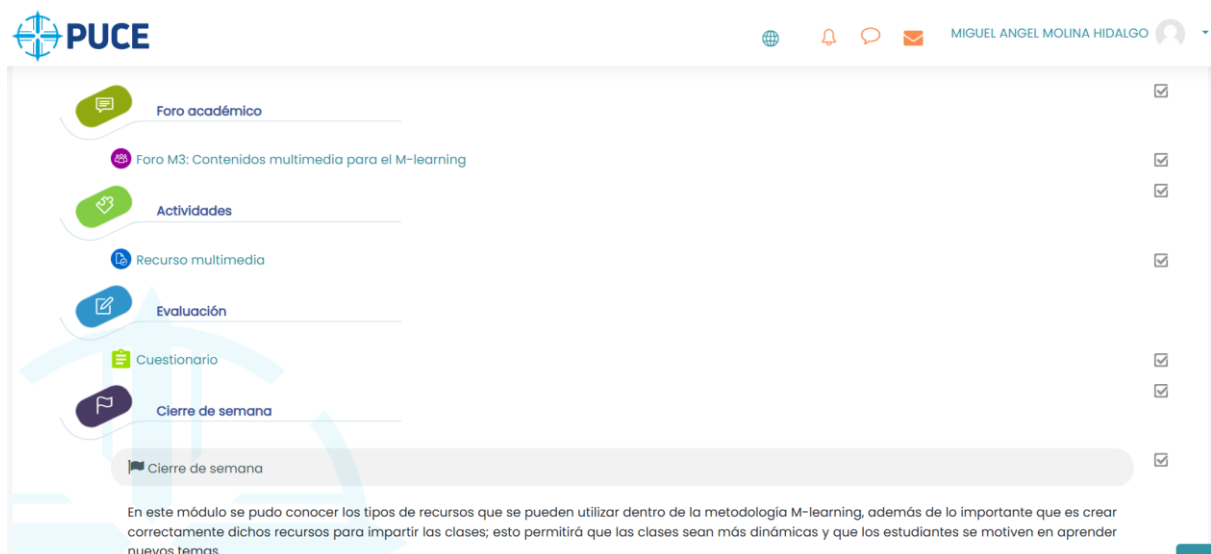 PUCE
MIGUEL ANGEL MOLINA HIDALGO
Foro académico
Foro M3: Contenidos multimedia para el M-learning
Actividades
Recurso multimedia
Evaluación
Cuestionario
Cierre de semana
Cierre de semana
En este módulo se pudo conocer los tipos de recursos que se pueden utilizar dentro de la metodología M-learning, además de lo importante que es crear
correctamente dichos recursos para impartir las clases; esto permitirá que las clases sean más dinámicas y que los estudiantes se motiven en aprender
nuevos temas.